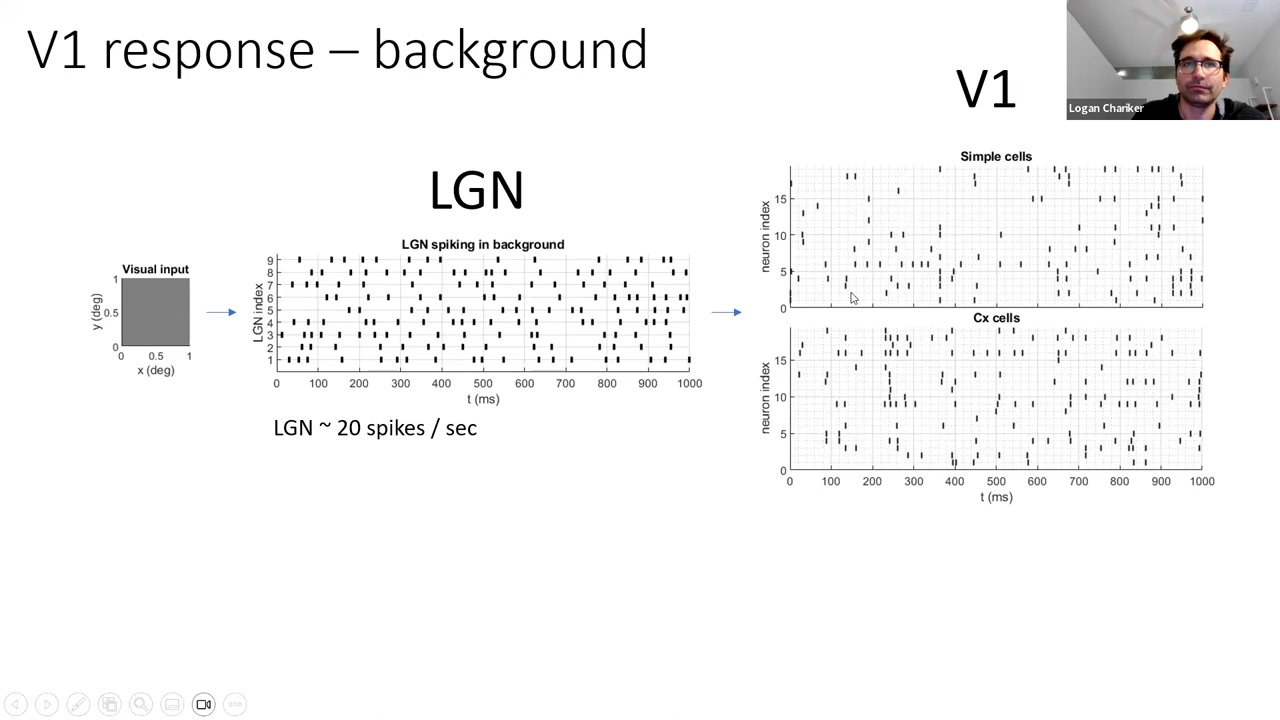 V1 response – background
V1
Logan Chariker
LGN
Simple cells
neuron index
15
10
5
0
LGN spiking in background
LGN index
9
8
7
6
5
4
3
2
1
0
100
200
300
400
500
600
700
800
900
1000
t (ms)
LGN ~ 20 spikes / sec
Visual input
y (deg)
1
0.5
0
0
0.5
1
x (deg)
Cx cells
neuron index
15
10
5
0
0
100
200
300
400
500
600
700
800
900
1000
t (ms)